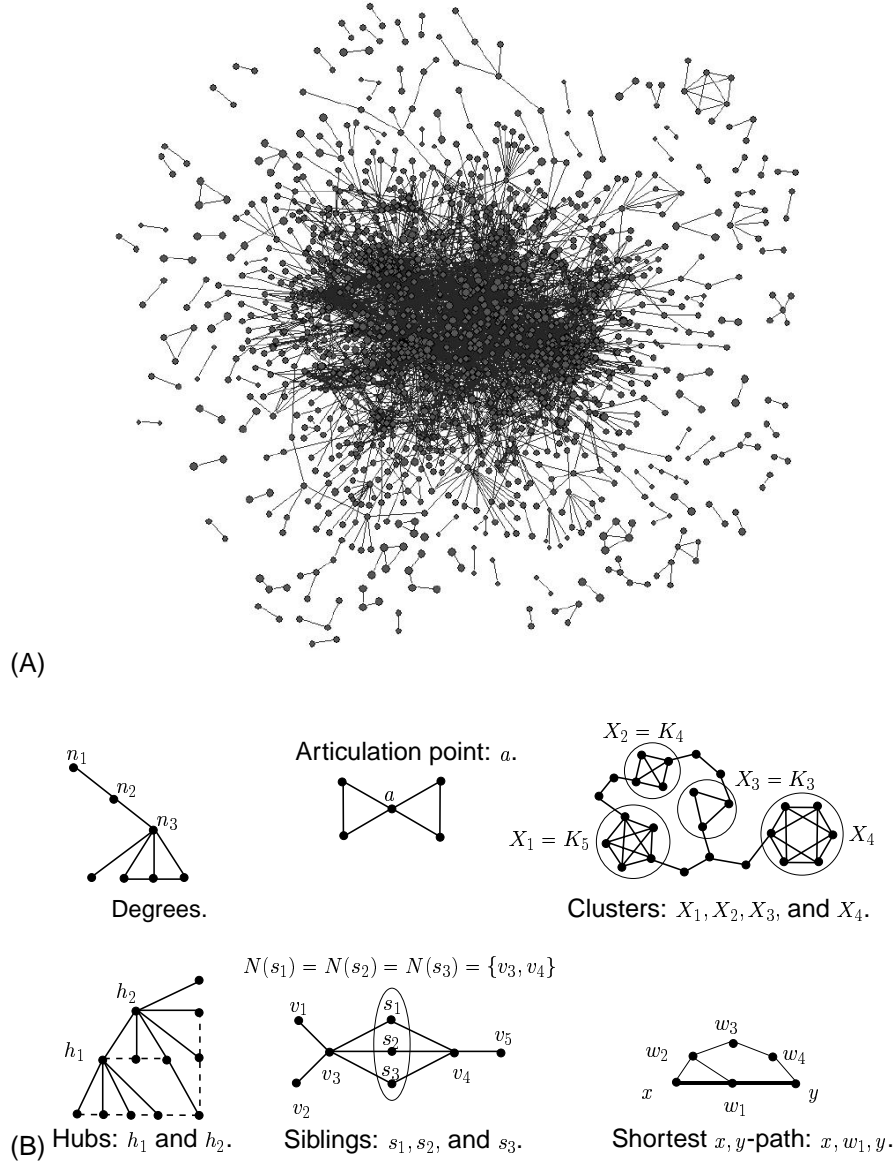 (A)
n₁
n₂
n₃
Degrees.
Articulation point: a.
a
X₂ = K₄
X₃ = K₃
X₁ = K₅
X₄
Clusters: X₁, X₂, X₃, and X₄.
h₂
h₁
(B) Hubs: h₁ and h₂.
N(s₁) = N(s₂) = N(s₃) = {v₃, v₄}
v₁
s₁
v₅
s₂
v₃
v₄
s₃
v₂
Siblings: s₁, s₂, and s₃.
w₃
w₂
w₄
x
y
w₁
Shortest x, y-path: x, w₁, y.